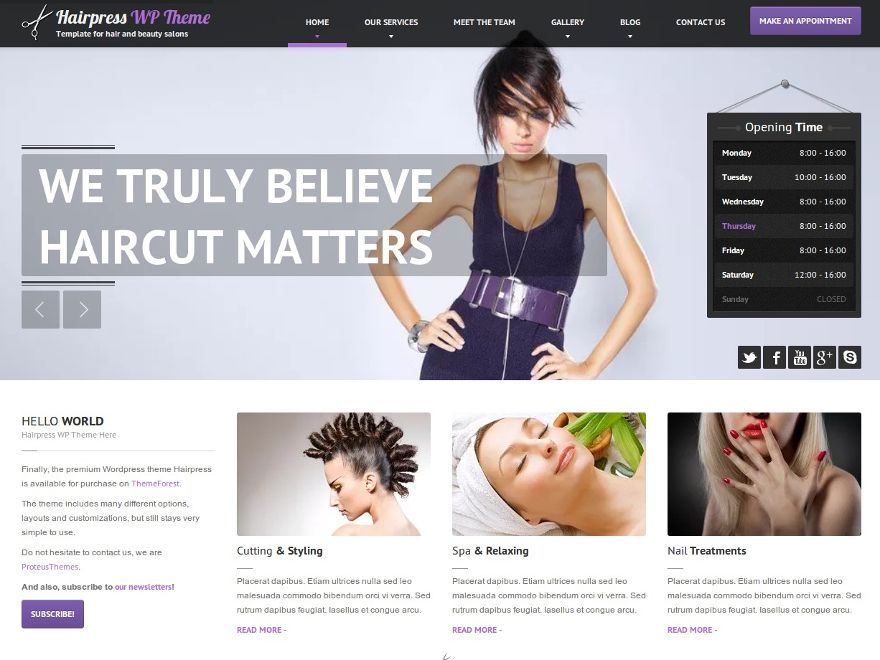 Hairpress WP Theme
Template for hair and beauty salons
HOME
OUR SERVICES
MEET THE TEAM
GALLERY
BLOG
CONTACT US
MAKE AN APPOINTMENT
WE TRULY BELIEVE
HAIRCUT MATTERS
Opening Time
Monday 8:00 - 16:00
Tuesday 10:00 - 16:00
Wednesday 8:00 - 16:00
Thursday 8:00 - 16:00
Friday 8:00 - 16:00
Saturday 12:00 - 16:00
Sunday CLOSED
HELLO WORLD
Hairpress WP Theme Here
Finally, the premium Wordpress theme Hairpress
is available for purchase on ThemeForest.
The theme includes many different options,
layouts and customizations, but still stays very
simple to use.
Do not hesitate to contact us, we are
ProteusThemes.
And also, subscribe to our newsletters!
SUBSCRIBE!
Cutting & Styling
Placerat dapibus. Etiam ultrices nulla sed leo
malesuada commodo bibendum orci vi verra. Sed
rutrum dapibus feugiat. lasellus et congue arcu.
READ MORE -
Spa & Relaxing
Placerat dapibus. Etiam ultrices nulla sed leo
malesuada commodo bibendum orci vi verra. Sed
rutrum dapibus feugiat. lasellus et congue arcu.
READ MORE -
Nail Treatments
Placerat dapibus. Etiam ultrices nulla sed leo
malesuada commodo bibendum orci vi verra. Sed
rutrum dapibus feugiat. lasellus et congue arcu.
READ MORE -